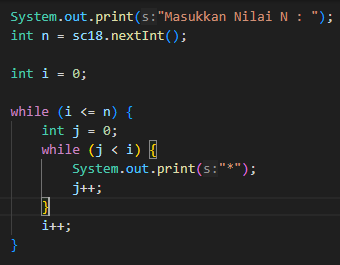 System.out.print(s:"Masukkan Nilai N : ");
int n = sc18.nextInt();
int i = 0;
while (i <= n) {
int j = 0;
while (j < i) {
System.out.print(s:"*");
j++;
}
i++;
}